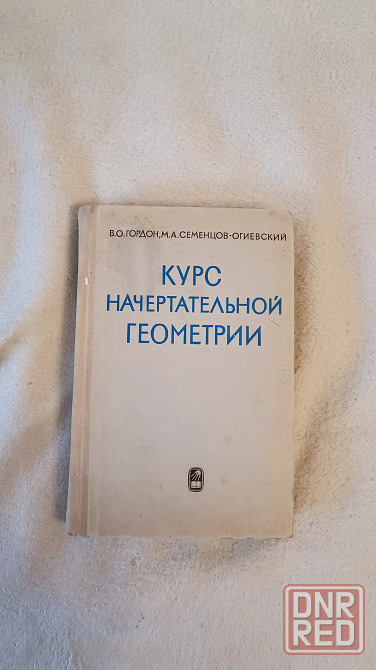 В.О.ГОРДОН, М.А.СЕМЕНЦОВ-ОГИЕВСКИЙ
КУРС
НАЧЕРТАТЕЛЬНОЙ
ГЕОМЕТРИИ
DNR
RED